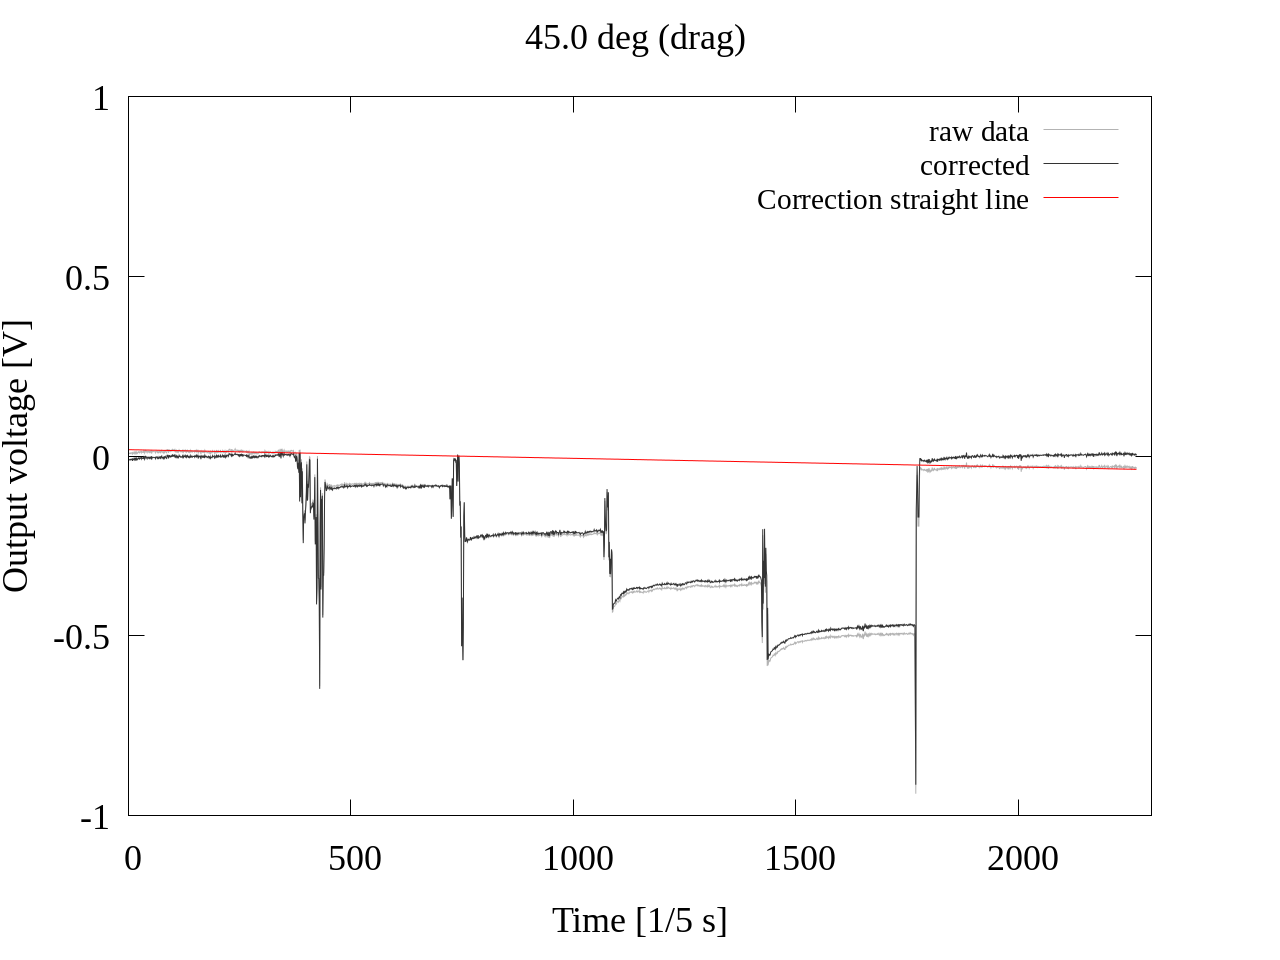 45.0 deg (drag)
1
0.5
0
-0.5
-1
Output voltage [V]
raw data
corrected
Correction straight line
0 500 1000 1500 2000
Time [1/5 s]